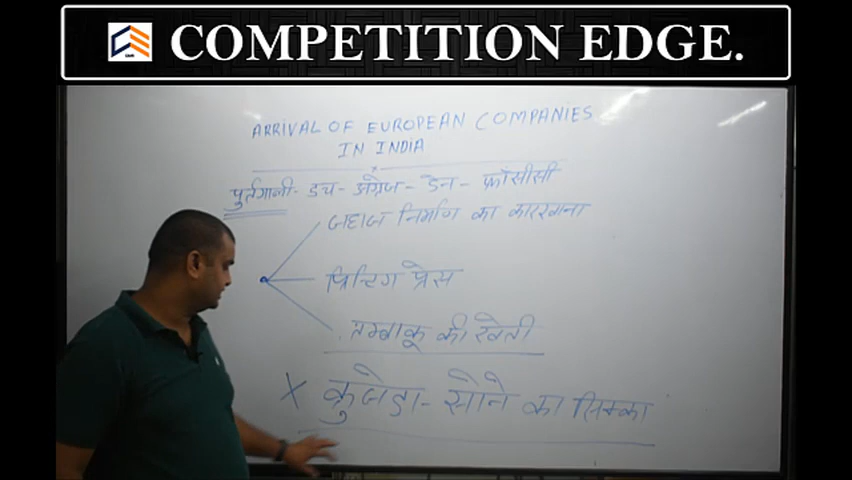 COMPETITION EDGE.
ARRIVAL OF EUROPEAN COMPANIES
IN INDIA
पुर्तगाली - डच - अंग्रेज - डेन - फ्रांसीसी
जहाज निर्माण का कारखाना
प्रिन्टिग प्रेस
तम्बाकू की खेती
X क्रुजेडा - सोने का सिक्का